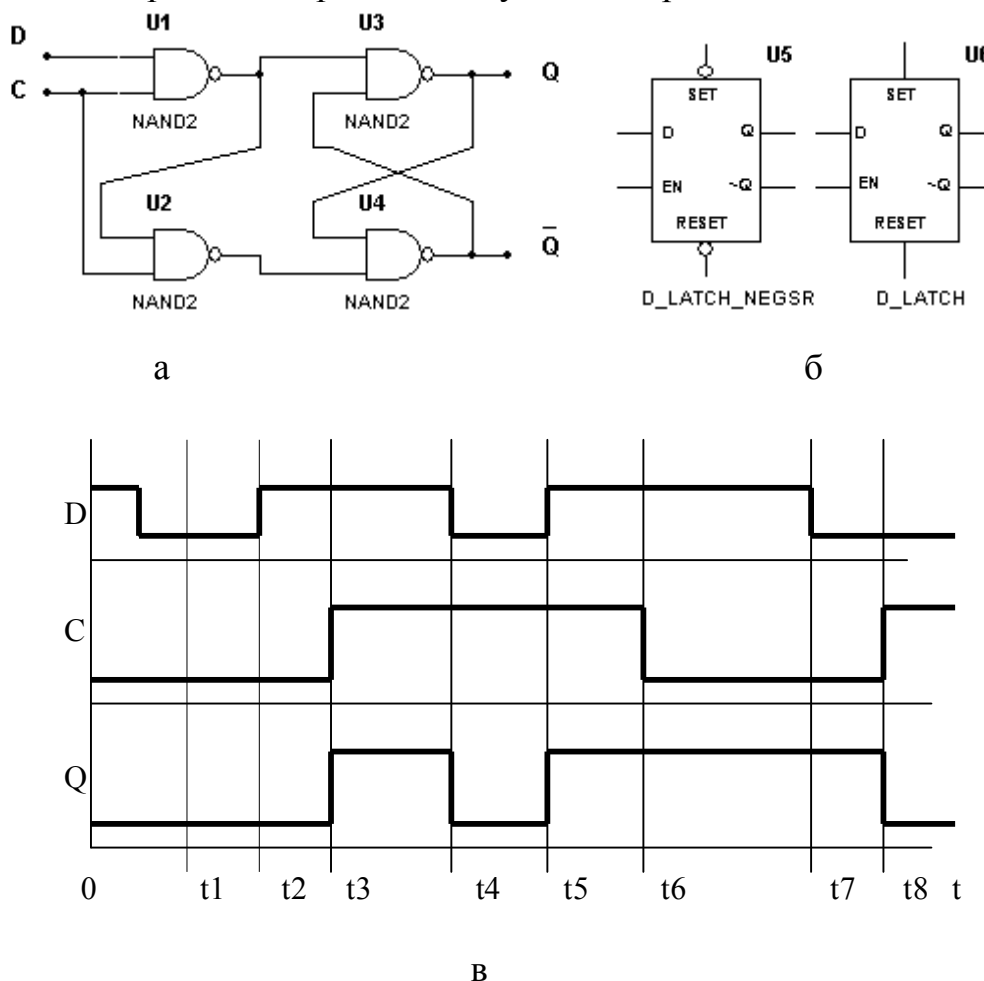 D
U1
U3
C
Q
NAND2
NAND2
U2
U4
Q̅
NAND2
NAND2
U5
SET
D Q
EN ~Q
RESET
D_LATCH_NEGSR
SET
D Q
EN ~Q
RESET
D_LATCH
а
б
D
C
Q
0 t1 t2 t3 t4 t5 t6 t7 t8 t
в